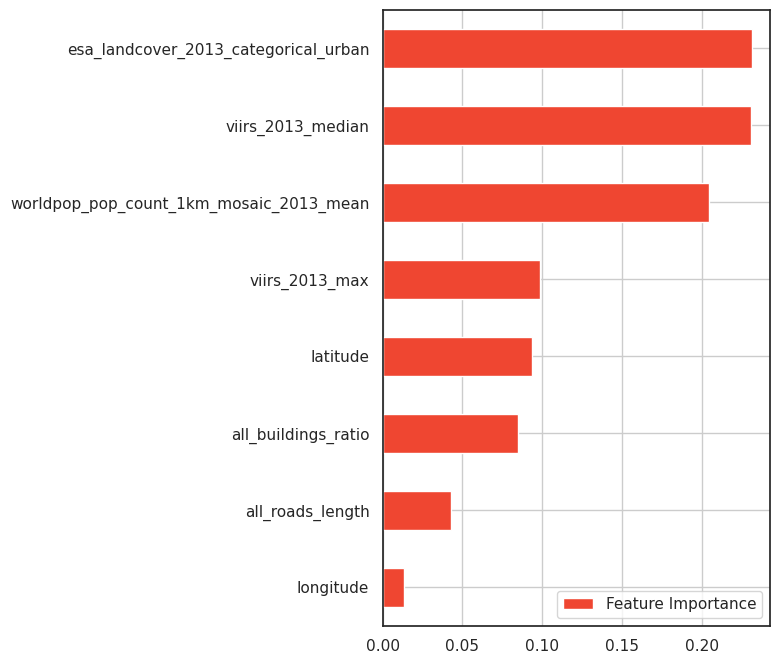 esa_landcover_2013_categorical_urban
viirs_2013_median
worldpop_pop_count_1km_mosaic_2013_mean
viirs_2013_max
latitude
all_buildings_ratio
all_roads_length
longitude
Feature Importance
0.00 0.05 0.10 0.15 0.20